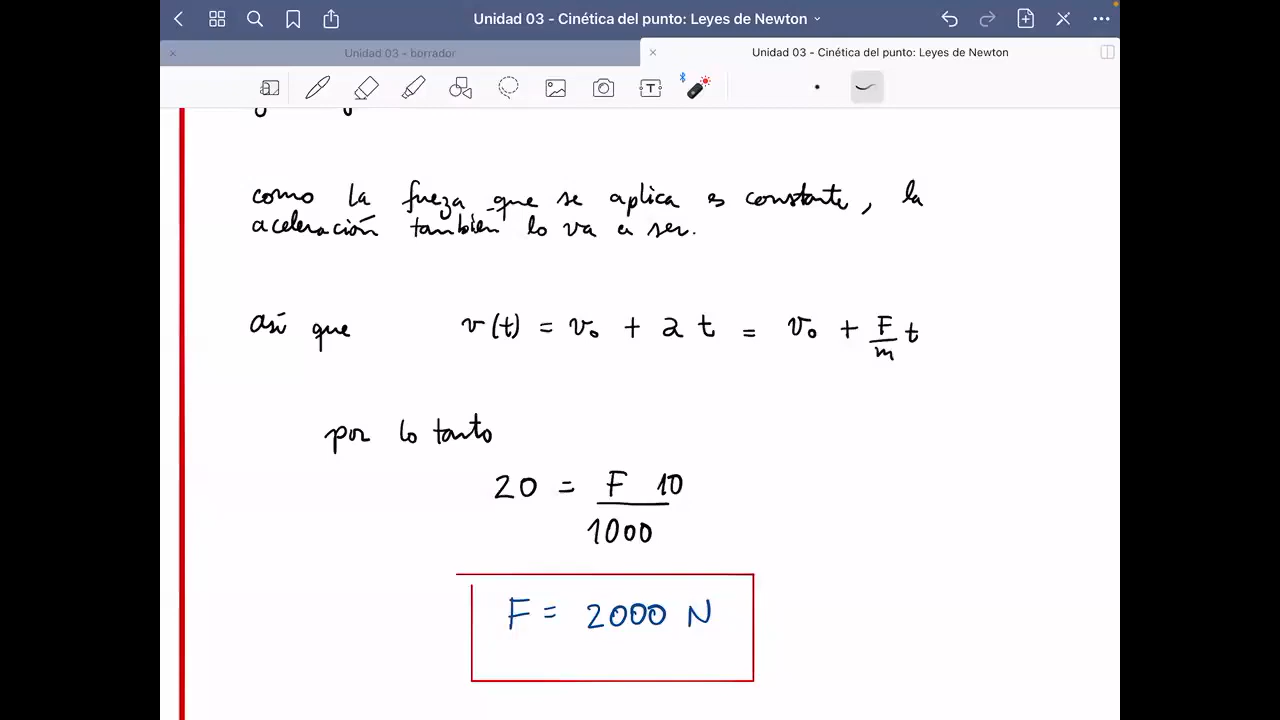 Unidad 03 - Cinética del punto: Leyes de Newton
Unidad 03 - borrador
Unidad 03 - Cinética del punto: Leyes de Newton
T
como la fueza que se aplica es constante, la
aceleración también lo va a ser.
así que v(t) = v₀ + a t = v₀ + F/m t
por lo tanto
20 = F 10
1000
F = 2000 N